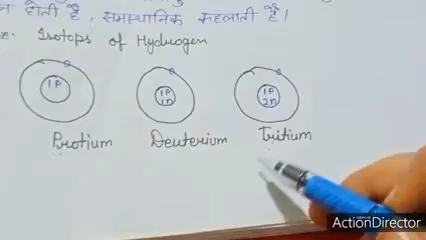 होती है, समस्थानिक कहलाती है।
Isotops of Hydrogen
1P
1P
1n
1P
2n
Protium Deuterium Tritium
ActionDirector